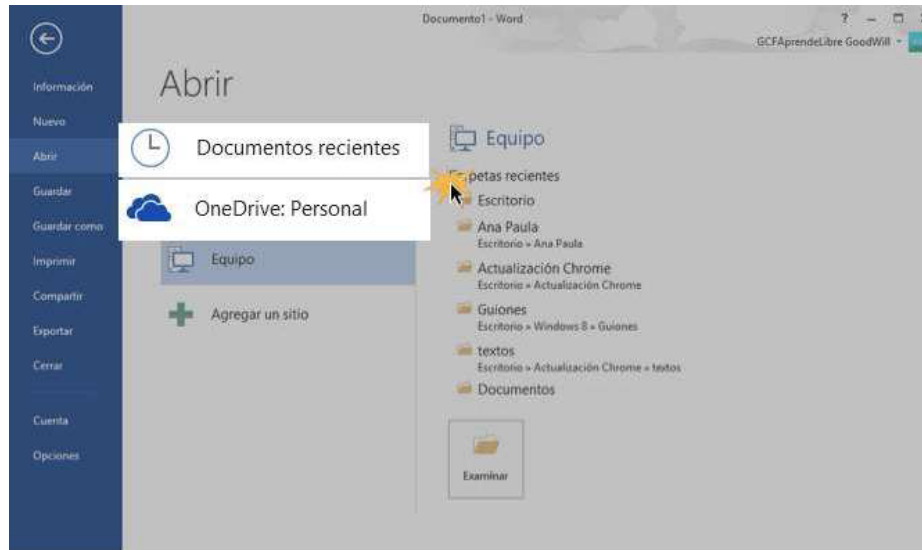 Documento1 - Word
?
GCFAprendeLibre GoodWill
Información
Nuevo
Abrir
Guardar
Guardar como
Imprimir
Compartir
Exportar
Cerrar
Cuenta
Opciones
Abrir
Documentos recientes
OneDrive: Personal
Equipo
Agregar un sitio
Equipo
petas recientes
Escritorio
Ana Paula
Escritorio » Ana Paula
Actualización Chrome
Escritorio » Actualización Chrome
Guiones
Escritorio » Windows 8 » Guiones
textos
Escritorio » Actualización Chrome » textos
Documentos
Examinar